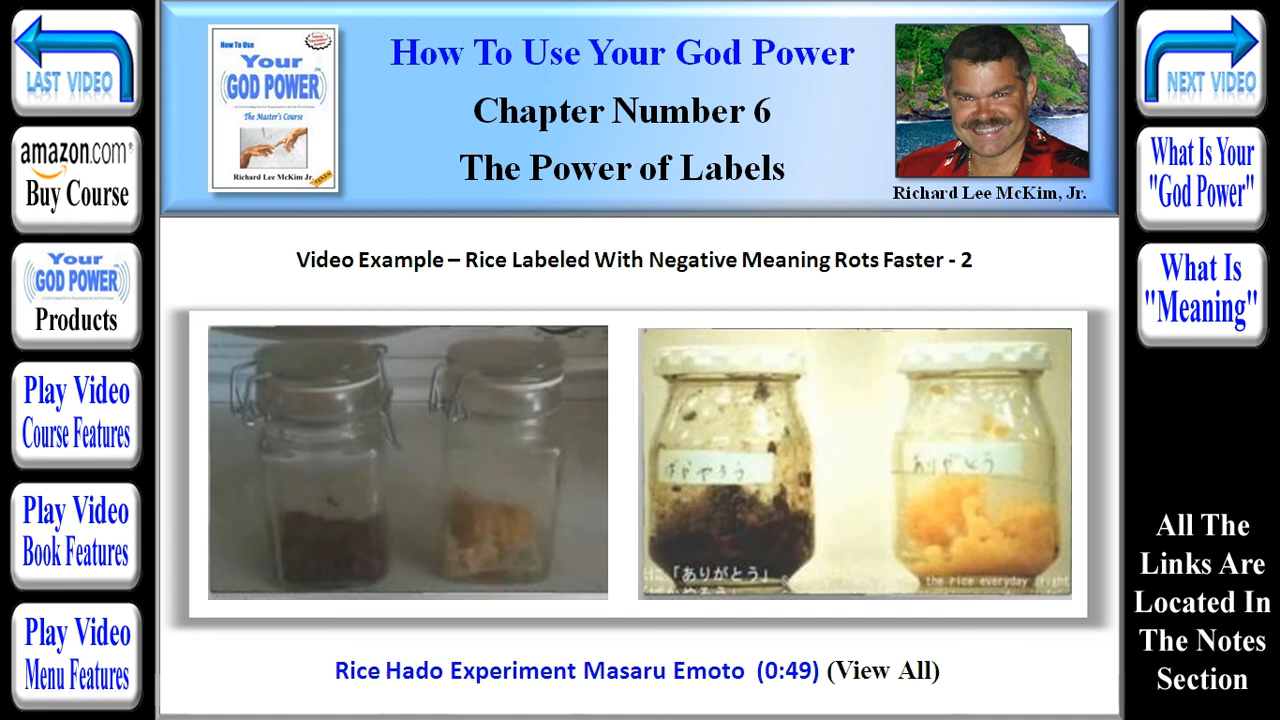 LAST VIDEO
amazon.com
Buy Course
Your
GOD POWER
Products
Play Video
Course Features
Play Video
Book Features
Play Video
Menu Features
How To Use
Your
GOD POWER
The Master's Course
Richard Lee McKim Jr.
How To Use Your God Power
Chapter Number 6
The Power of Labels
Richard Lee McKim, Jr.
Video Example – Rice Labeled With Negative Meaning Rots Faster - 2
ばかやろう
ありがとう
「ありがとう」
the rice everyday
Rice Hado Experiment Masaru Emoto (0:49) (View All)
NEXT VIDEO
What Is Your
"God Power"
What Is
"Meaning"
All The
Links Are
Located In
The Notes
Section